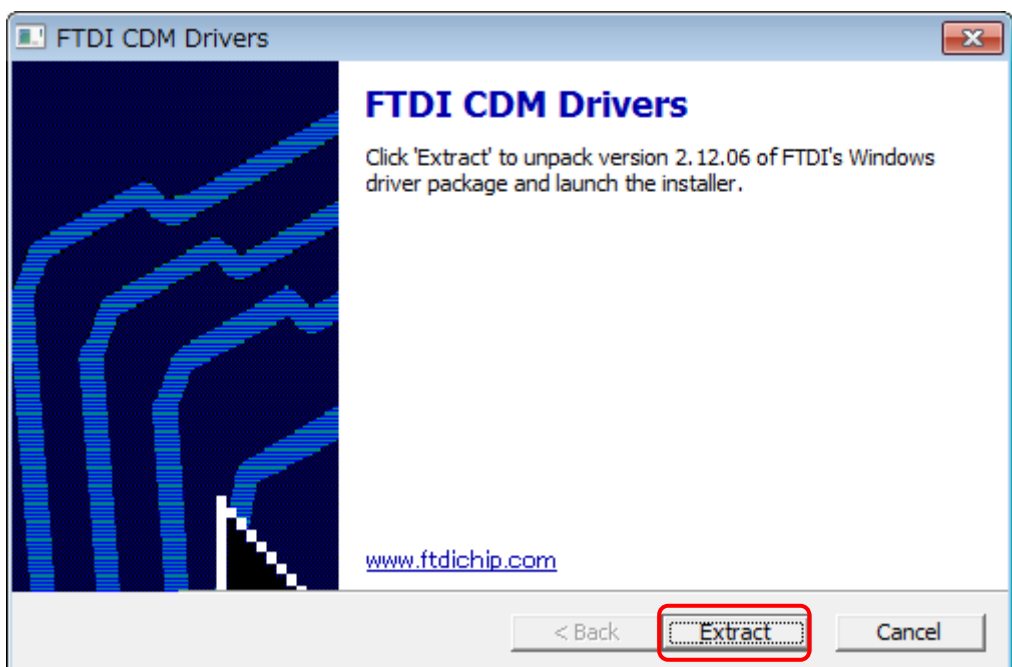 FTDI CDM Drivers
FTDI CDM Drivers
Click 'Extract' to unpack version 2.12.06 of FTDI's Windows
driver package and launch the installer.
www.ftdichip.com
< Back Extract Cancel